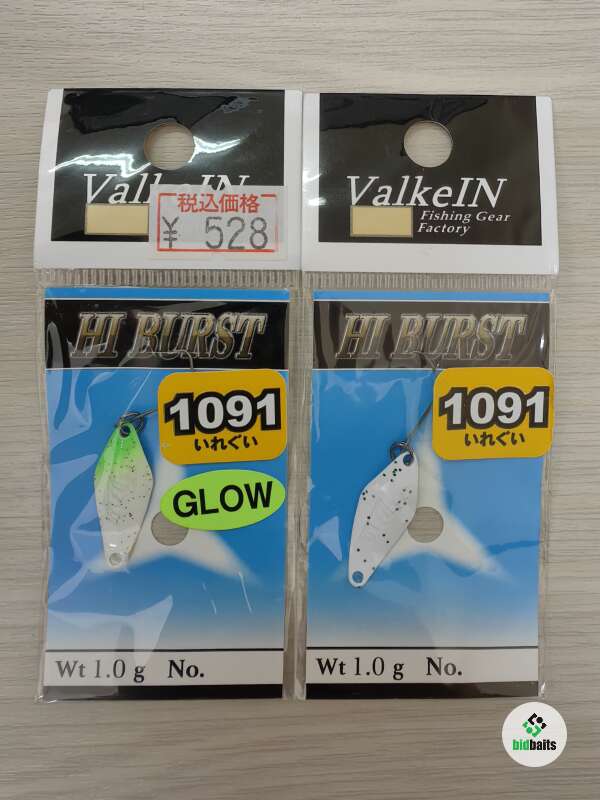 ValkeIN
税込価格
¥ 528
HI BURST
1091
いれぐい
GLOW
Wt 1.0 g No.
ValkeIN
Fishing Gear
Factory
HI BURST
1091
いれぐい
Wt 1.0 g No.
bidbaits